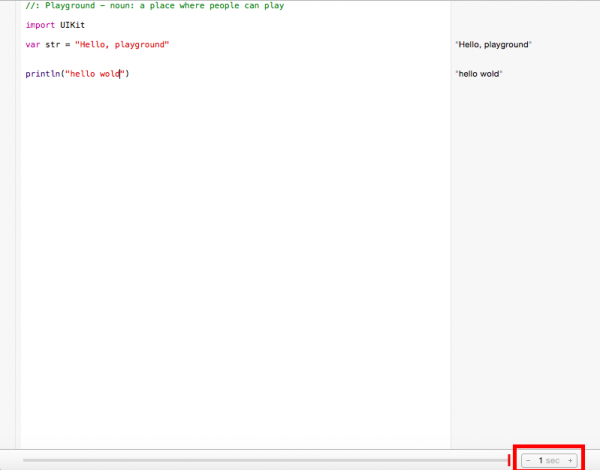 //: Playground - noun: a place where people can play
import UIKit
var str = "Hello, playground"
"Hello, playground"
println("hello wold")
"hello wold"
- 1 sec +